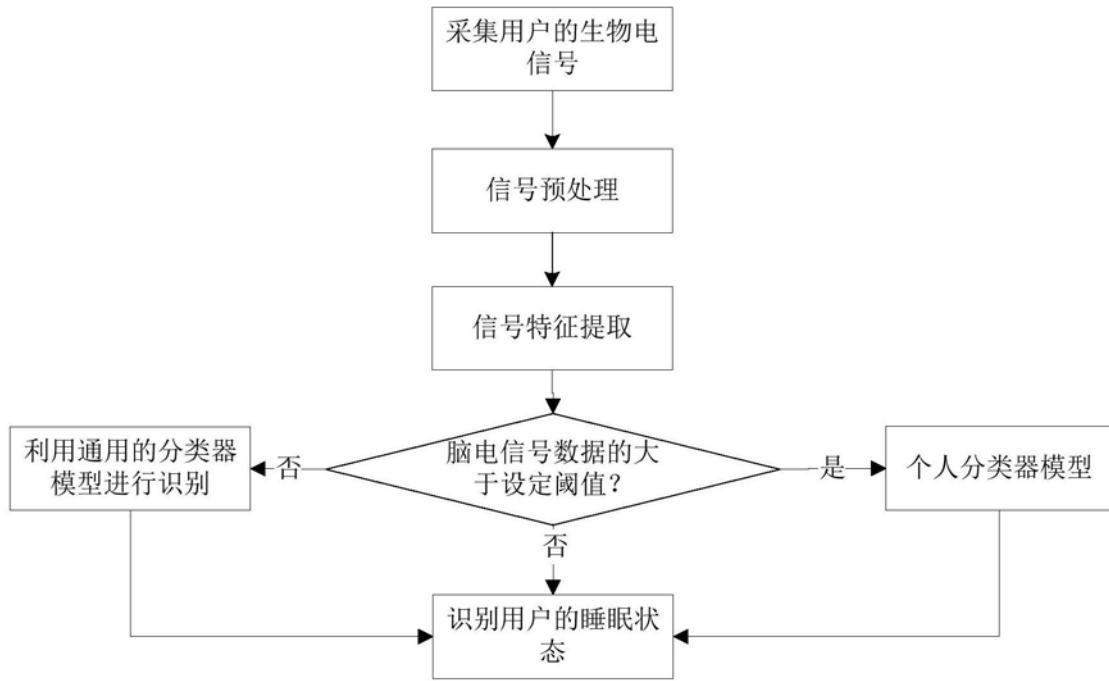 采集用户的生物电
信号
信号预处理
信号特征提取
脑电信号数据的大
于设定阈值？
否
利用通用的分类器
模型进行识别
是
个人分类器模型
否
识别用户的睡眠状
态